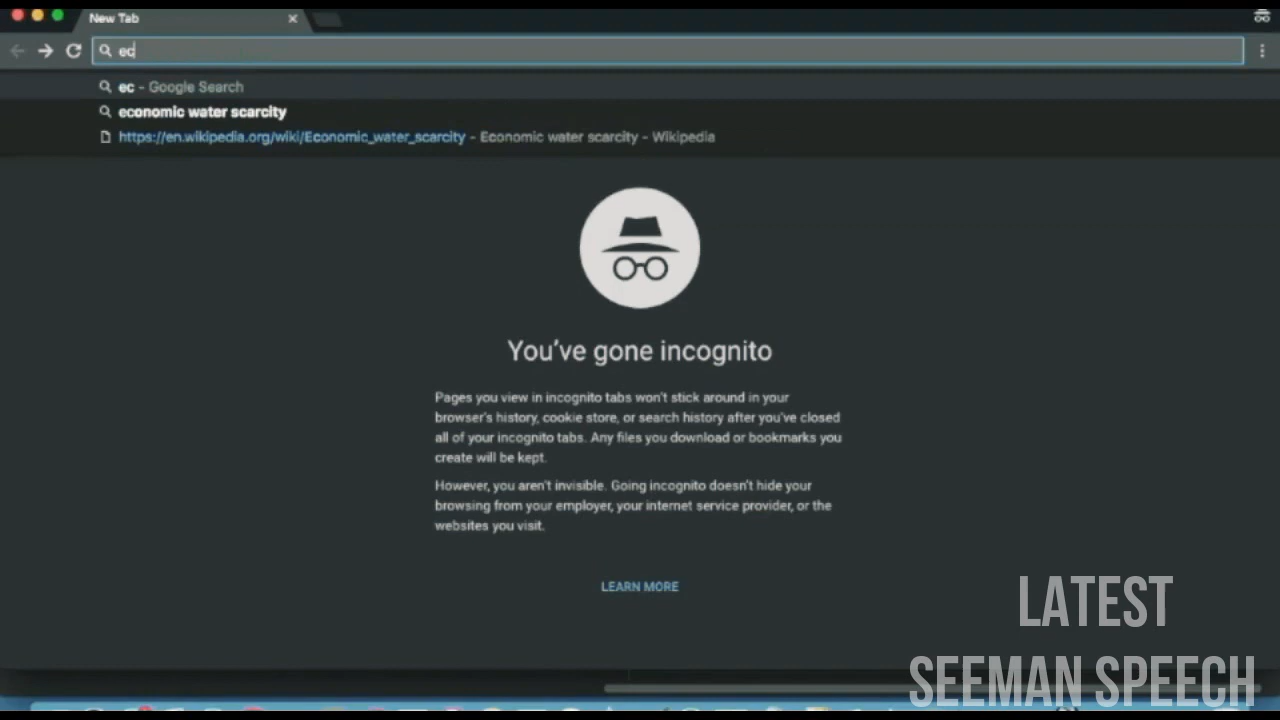 New Tab
ec
ec - Google Search
economic water scarcity
https://en.wikipedia.org/wiki/Economic_water_scarcity - Economic water scarcity - Wikipedia
You've gone incognito
Pages you view in incognito tabs won't stick around in your
browser's history, cookie store, or search history after you've closed
all of your incognito tabs. Any files you download or bookmarks you
create will be kept.
However, you aren't invisible. Going incognito doesn't hide your
browsing from your employer, your internet service provider, or the
websites you visit.
LEARN MORE
LATEST
SEEMAN SPEECH